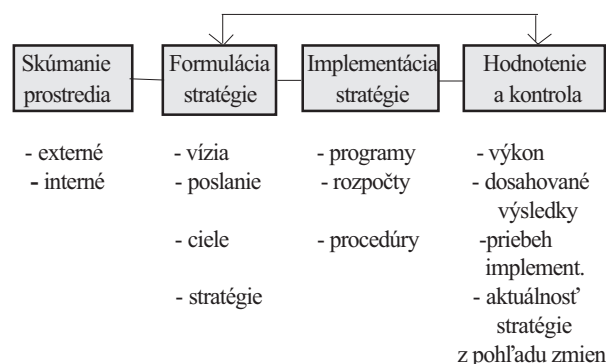 Skúmanie
prostredia
Formulácia
stratégie
Implementácia
stratégie
Hodnotenie
a kontrola
- externé
- interné
- vízia
- poslanie
- ciele
- stratégie
- programy
- rozpočty
- procedúry
- výkon
- dosahované
výsledky
-priebeh
implement.
- aktuálnosť
stratégie
z pohľadu zmien